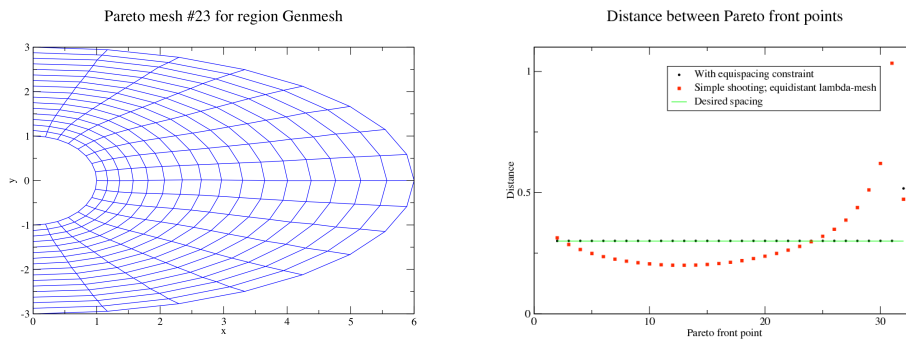 Pareto mesh #23 for region Genmesh
3
2
1
0
-1
-2
-3
y
0
1
2
3
4
5
6
x
Distance between Pareto front points
1
0.5
0
Distance
With equispacing constraint
Simple shooting; equidistant lambda-mesh
Desired spacing
0
10
20
30
Pareto front point